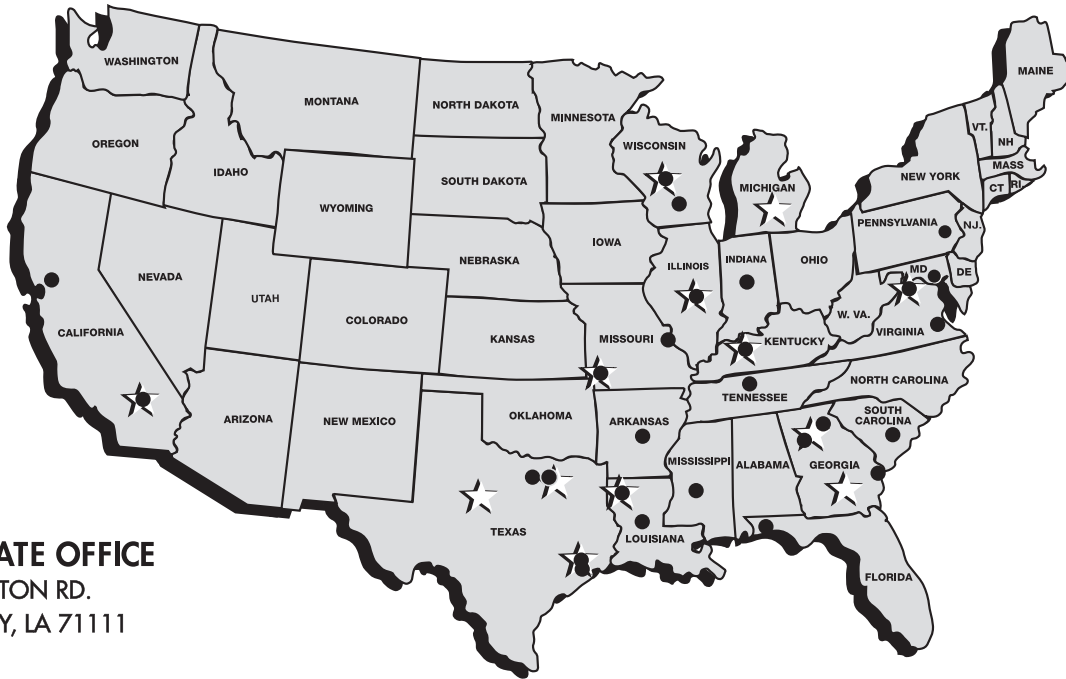 WASHINGTON
MONTANA
NORTH DAKOTA
MINNESOTA
MAINE
OREGON
IDAHO
SOUTH DAKOTA
WISCONSIN
VT.
NH
MASS
NEW YORK
CT
RI
WYOMING
MICHIGAN
IOWA
PENNSYLVANIA
NJ.
NEVADA
UTAH
NEBRASKA
ILLINOIS
INDIANA
OHIO
MD
DE
W. VA.
CALIFORNIA
COLORADO
KANSAS
MISSOURI
KENTUCKY
VIRGINIA
ARIZONA
NEW MEXICO
OKLAHOMA
ARKANSAS
TENNESSEE
NORTH CAROLINA
SOUTH
CAROLINA
MISSISSIPPI
ALABAMA
GEORGIA
TEXAS
LOUISIANA
FLORIDA
ATE OFFICE
TON RD.
Y, LA 71111